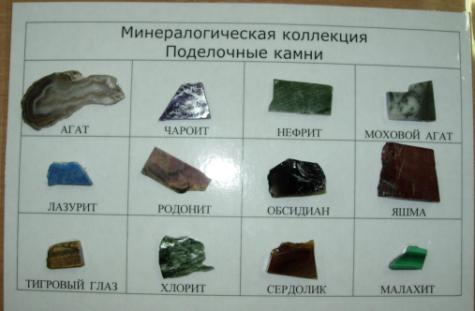 Минералогическая коллекция
Поделочные камни
АГАТ ЧАРОИТ НЕФРИТ МОХОВОЙ АГАТ
ЛАЗУРИТ РОДОНИТ ОБСИДИАН ЯШМА
ТИГРОВЫЙ ГЛАЗ ХЛОРИТ СЕРДОЛИК МАЛАХИТ